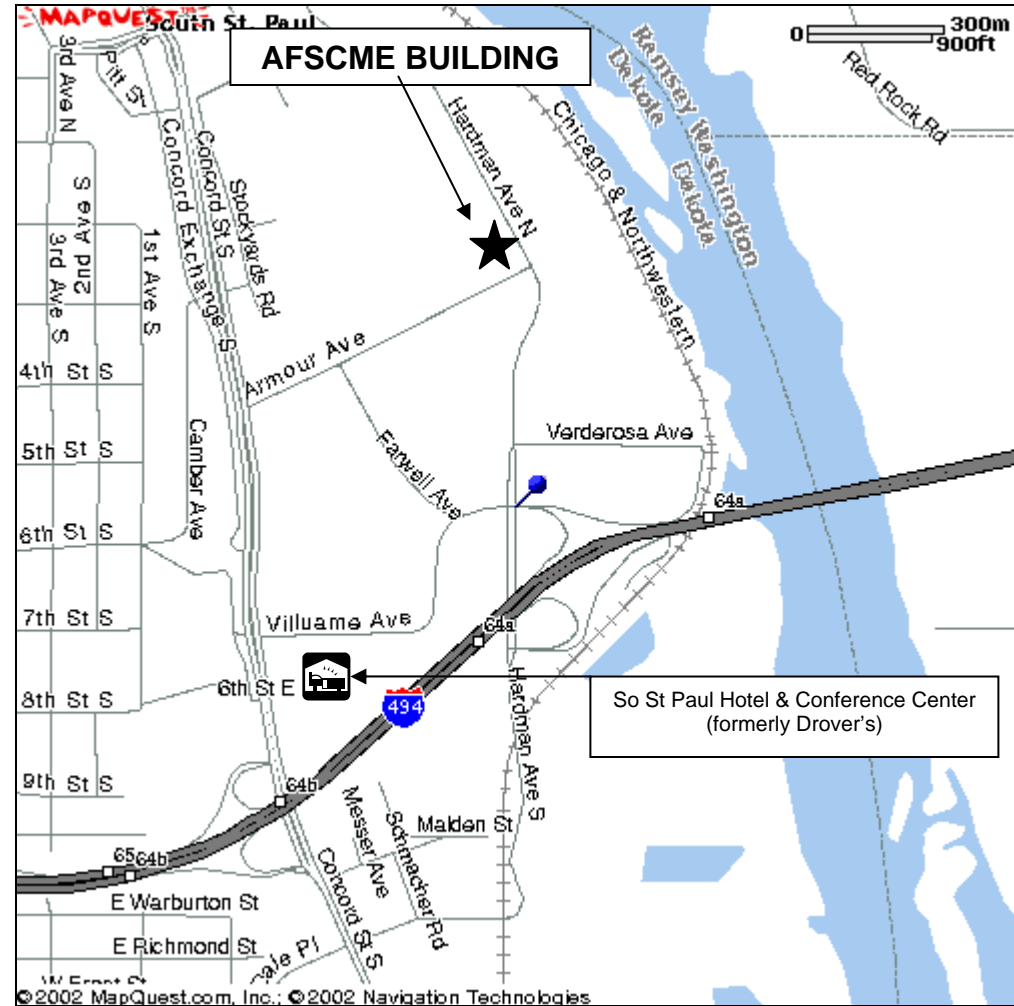 MAPQUEST
South St. Paul
AFSCME BUILDING
0
300m
900ft
3rd Ave N
Pitt St
Concord Exchange S
Concord St S
Stockyards Rd
Hardman Ave N
Chicago & Northwestern
Ramsey Washington
Dakota Dakota
Red Rock Rd
3rd Ave S
2nd Ave S
1st Ave S
4th St S
Armour Ave
5th St S
Camber Ave
Farwell Ave
Verderosa Ave
64a
6th St S
7th St S
Villuame Ave
64a
8th St S
6th St E
494
Hardman Ave S
So St Paul Hotel & Conference Center
(formerly Drover's)
9th St S
64b
Messer Ave
Schmacher Rd
Malden St
65
64b
Concord St S
E Warburton St
E Richmond St
ale Pl
©2002 MapQuest.com, Inc.; ©2002 Navigation Technologies